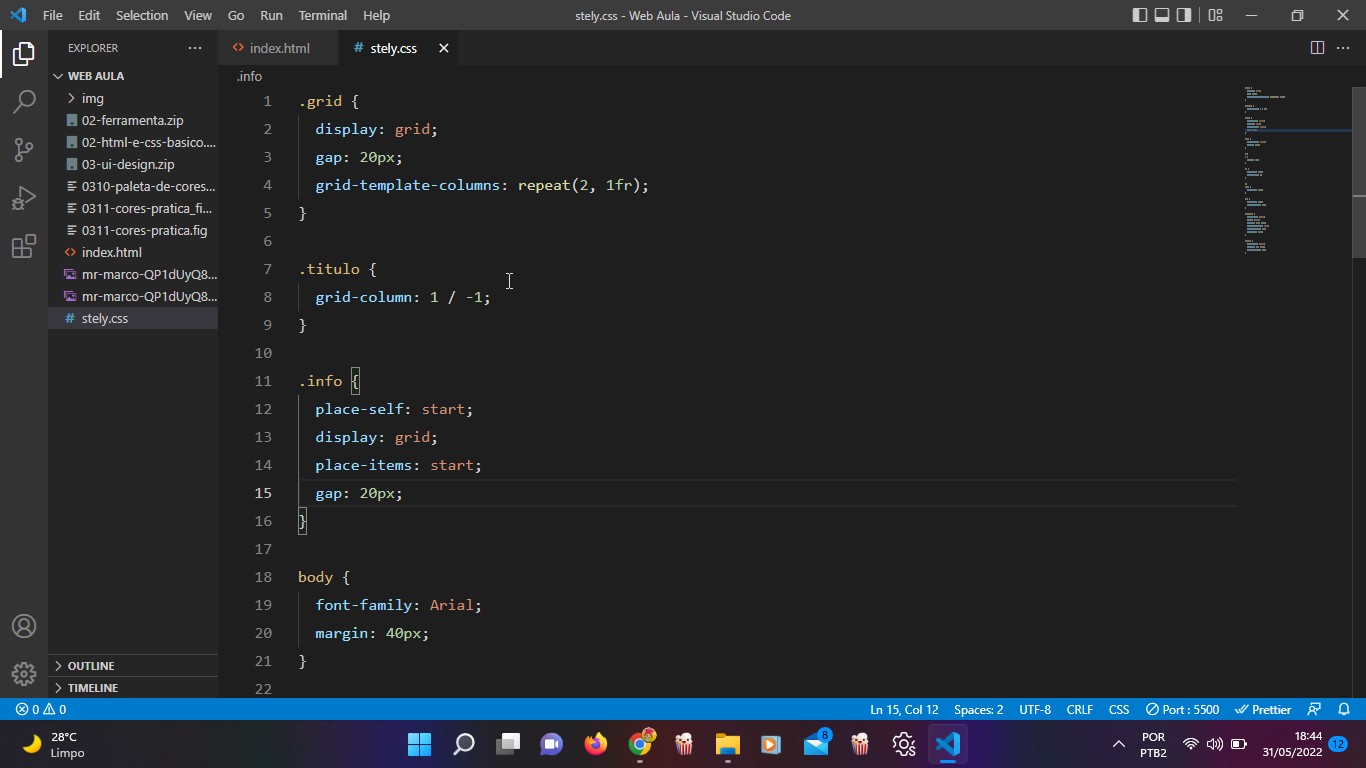 File Edit Selection View Go Run Terminal Help stely.css - Web Aula - Visual Studio Code
EXPLORER ···
index.html # stely.css
WEB AULA
.info
img
02-ferramenta.zip
02-html-e-css-basico....
03-ui-design.zip
0310-paleta-de-cores...
0311-cores-pratica_fi...
0311-cores-pratica.fig
index.html
mr-marco-QP1dUyQ8...
mr-marco-QP1dUyQ8...
# stely.css
OUTLINE
TIMELINE
1 .grid {
2 display: grid;
3 gap: 20px;
4 grid-template-columns: repeat(2, 1fr);
5 }
6
7 .titulo {
8 grid-column: 1 / -1;
9 }
10
11 .info {
12 place-self: start;
13 display: grid;
14 place-items: start;
15 gap: 20px;
16 }
17
18 body {
19 font-family: Arial;
20 margin: 40px;
21 }
22
0 0 Ln 15, Col 12 Spaces: 2 UTF-8 CRLF CSS Port : 5500 Prettier
28°C
Limpo
8
POR
PTB2
18:44
31/05/2022
12